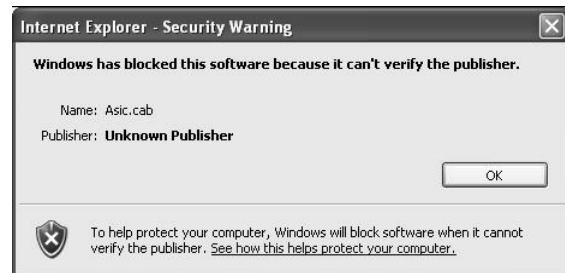 Internet Explorer - Security Warning
Windows has blocked this software because it can't verify the publisher.
Name: Asic.cab
Publisher: Unknown Publisher
OK
To help protect your computer, Windows will block software when it cannot
verify the publisher. See how this helps protect your computer.